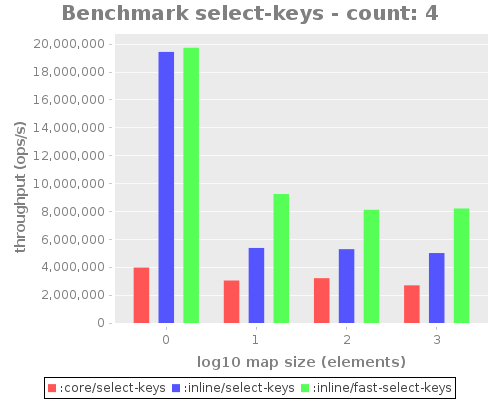 Benchmark select-keys - count: 4
throughput (ops/s)
20,000,000
18,000,000
16,000,000
14,000,000
12,000,000
10,000,000
8,000,000
6,000,000
4,000,000
2,000,000
0
0 1 2 3
log10 map size (elements)
:core/select-keys :inline/select-keys :inline/fast-select-keys